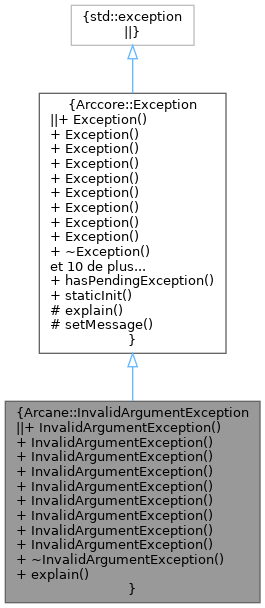 {std::exception
||}
{Arccore::Exception
||+ Exception()
+ Exception()
+ Exception()
+ Exception()
+ Exception()
+ Exception()
+ Exception()
+ Exception()
+ Exception()
+ ~Exception()
et 10 de plus...
+ hasPendingException()
+ staticInit()
# explain()
# setMessage()
}
{Arcane::InvalidArgumentException
||+ InvalidArgumentException()
+ InvalidArgumentException()
+ InvalidArgumentException()
+ InvalidArgumentException()
+ InvalidArgumentException()
+ InvalidArgumentException()
+ InvalidArgumentException()
+ InvalidArgumentException()
+ InvalidArgumentException()
+ ~InvalidArgumentException()
+ explain()
}